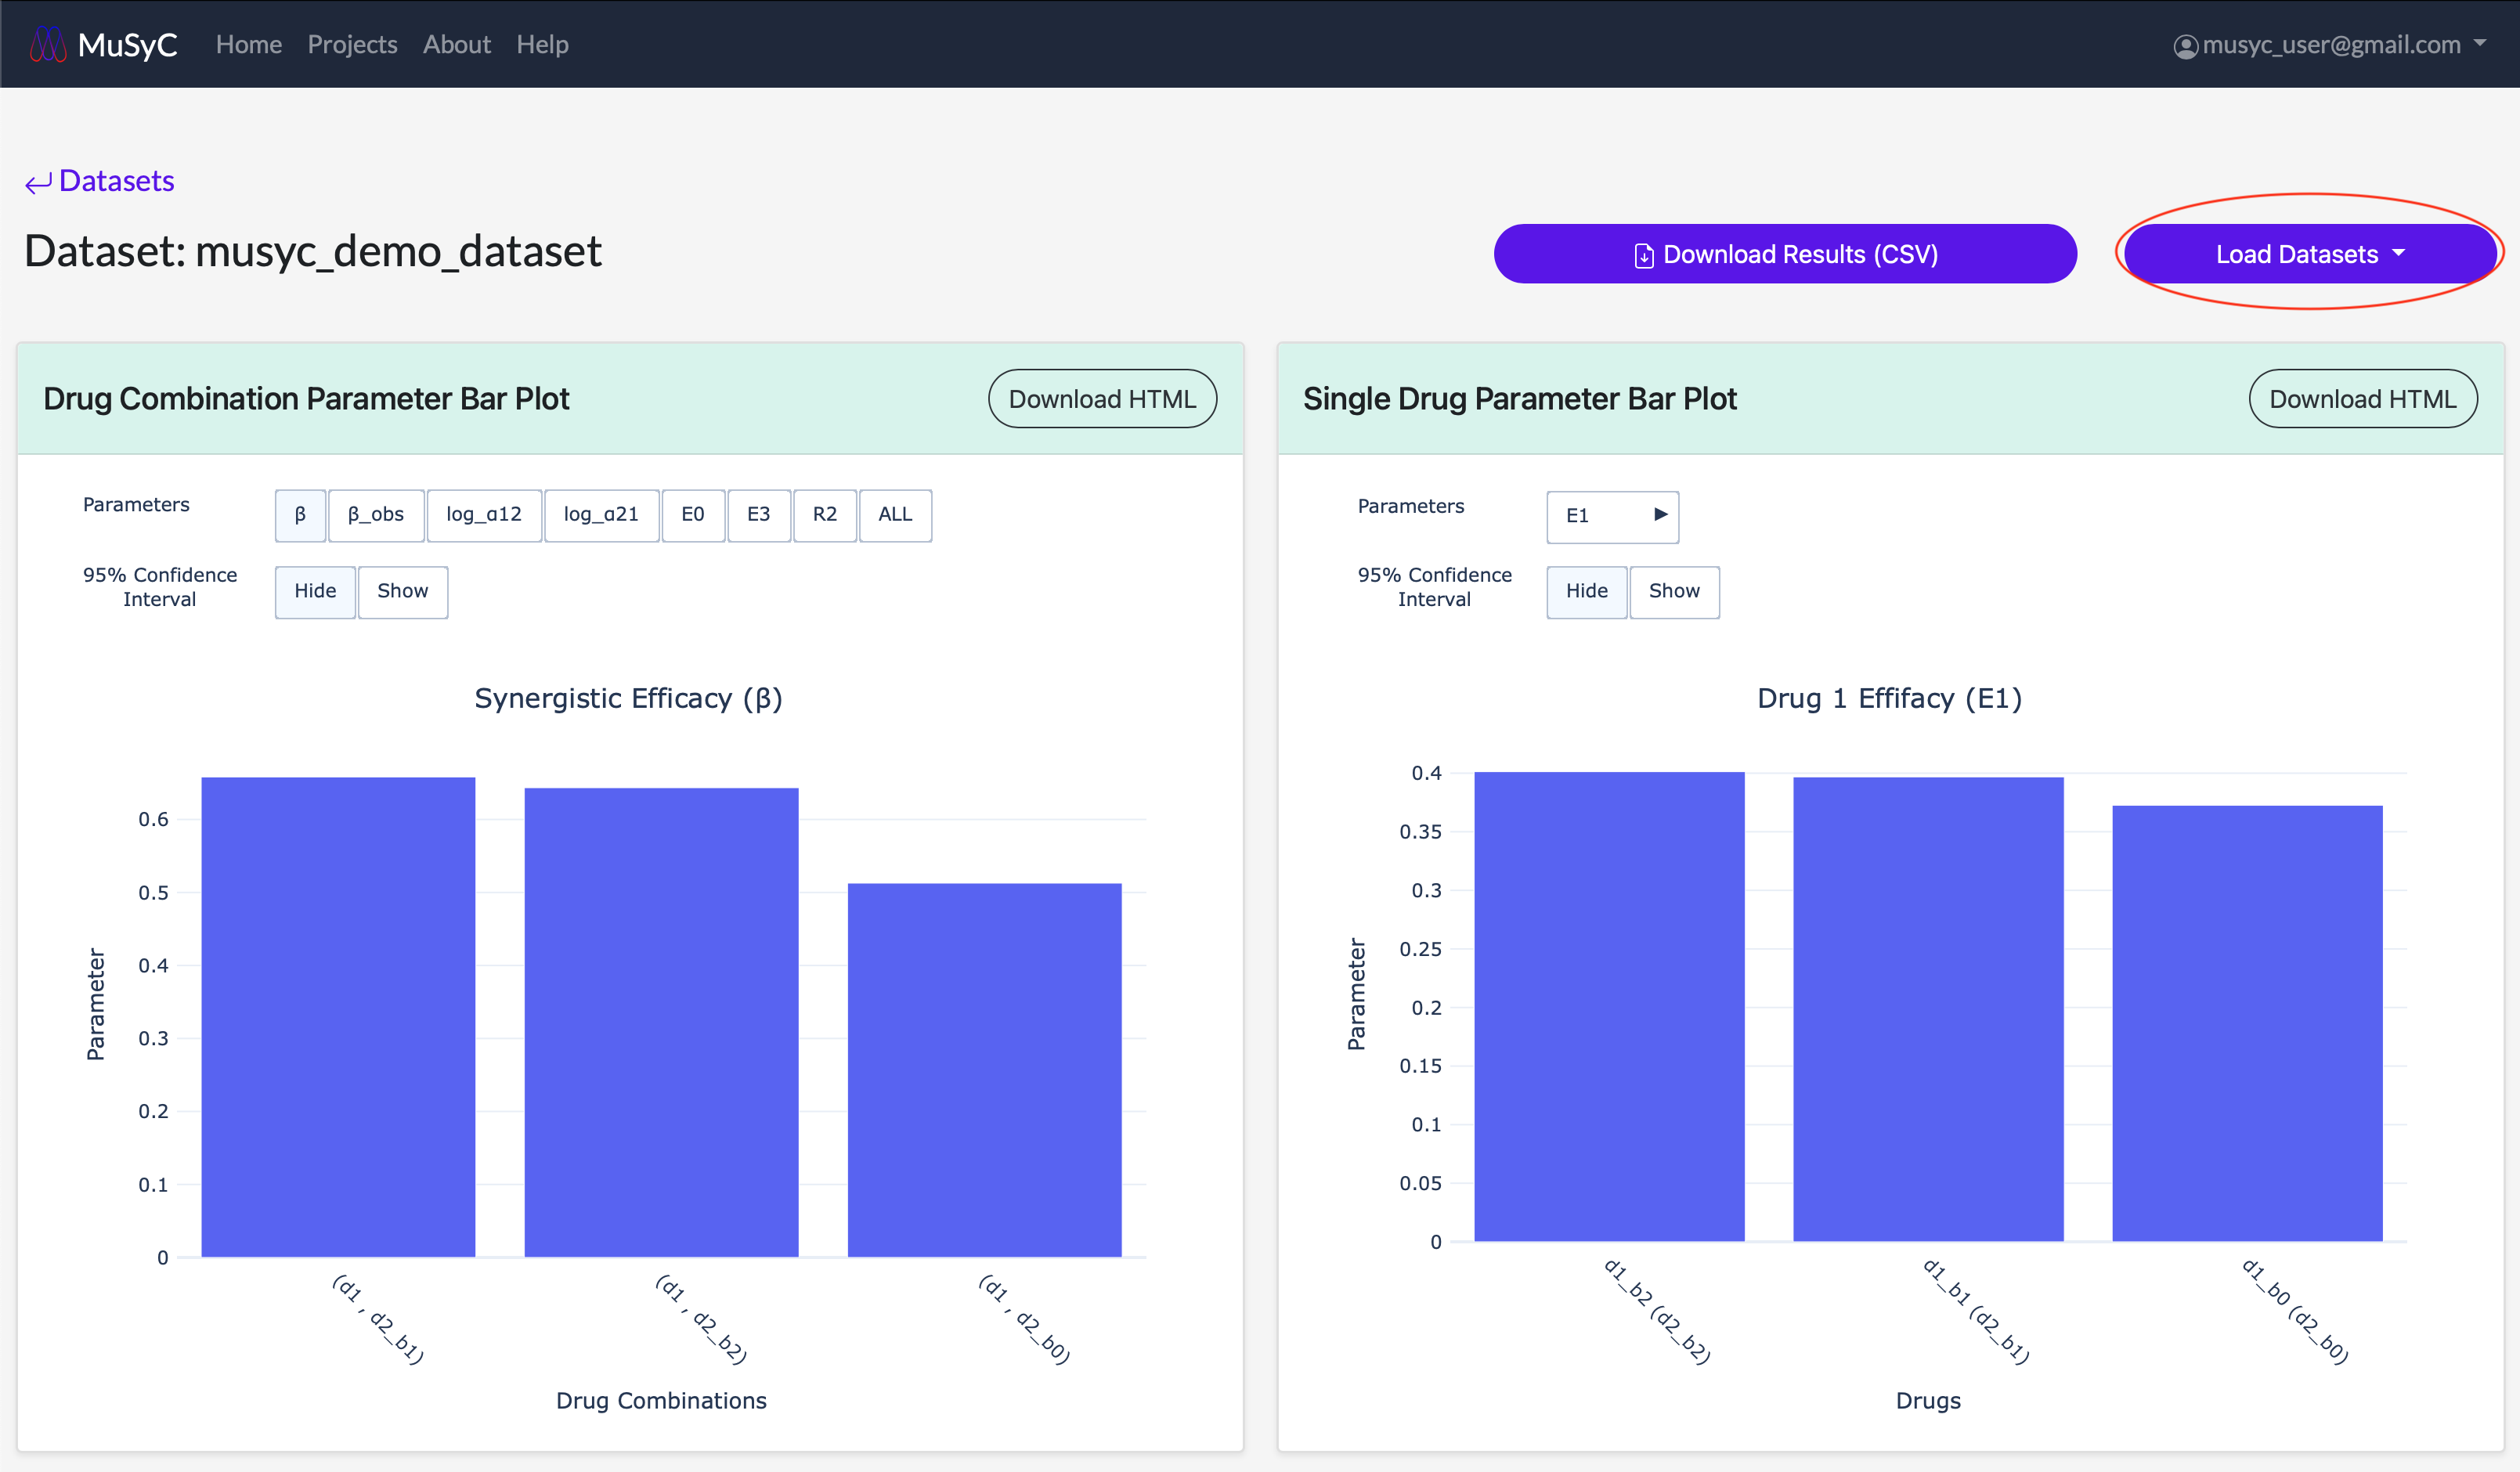 MuSyC Home Projects About Help musyc_user@gmail.com
Datasets
Dataset: musyc_demo_dataset
Download Results (CSV)
Load Datasets
Drug Combination Parameter Bar Plot
Download HTML
Parameters
β β_obs log_α12 log_α21 E0 E3 R2 ALL
95% Confidence
Interval
Hide Show
Synergistic Efficacy (β)
0.6
0.5
0.4
0.3
0.2
0.1
0
Parameter
(d1, d2_b1)
(d1, d2_b2)
(d1, d2_b0)
Drug Combinations
Single Drug Parameter Bar Plot
Download HTML
Parameters
E1 ▶
95% Confidence
Interval
Hide Show
Drug 1 Effifacy (E1)
0.4
0.35
0.3
0.25
0.2
0.15
0.1
0.05
0
Parameter
d1_b2 (d2_b2)
d1_b1 (d2_b1)
d1_b0 (d2_b0)
Drugs